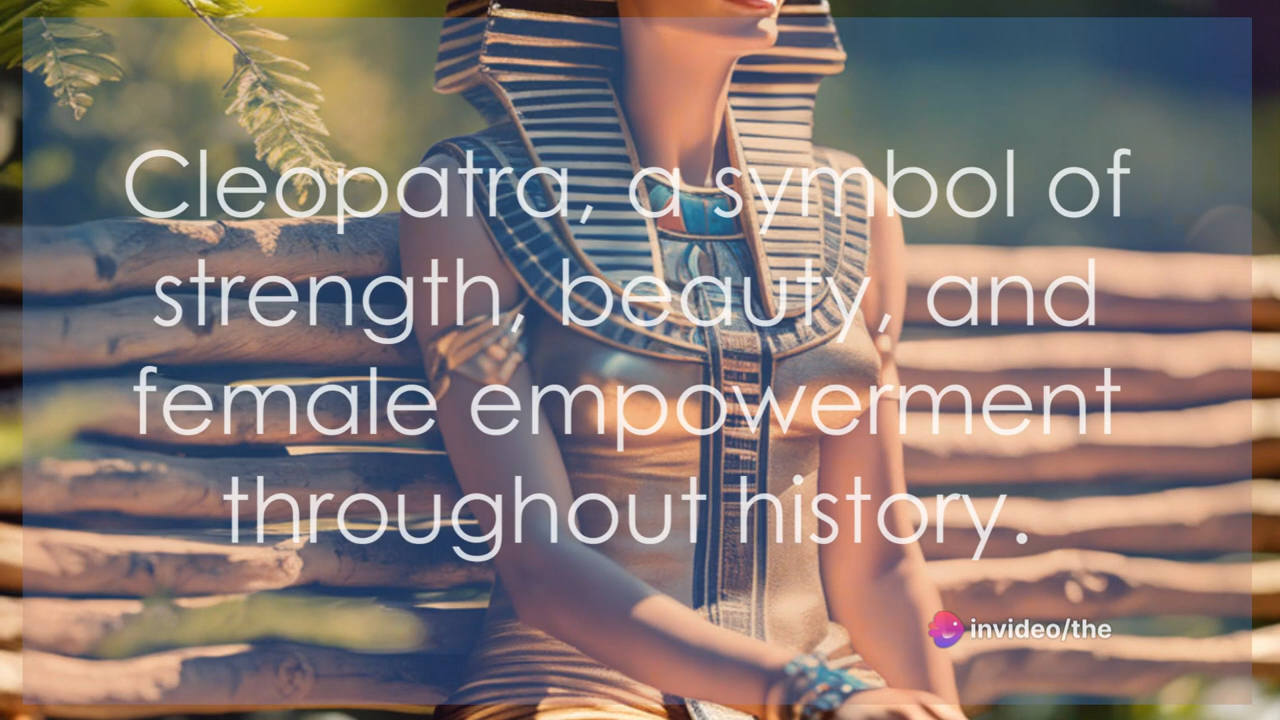 Cleopatra, a symbol of
strength, beauty, and
female empowerment
throughout history.
invideo/the